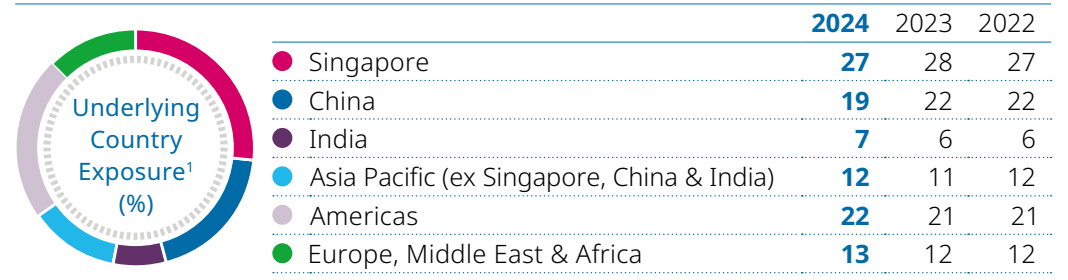 Underlying
Country
Exposure¹
(%)
2024 2023 2022
Singapore 27 28 27
China 19 22 22
India 7 6 6
Asia Pacific (ex Singapore, China & India) 12 11 12
Americas 22 21 21
Europe, Middle East & Africa 13 12 12